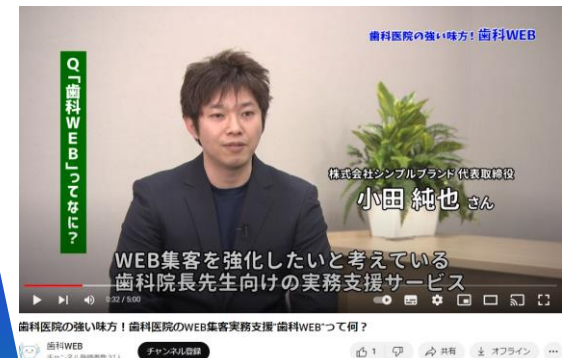 歯科医院の強い味方!歯科WEB
Q「歯科WEB」ってなに?
株式会社シンプルブランド 代表取締役
小田 純也 さん
WEB集客を強化したいと考えている
歯科院長先生向けの実務支援サービス
0:32 / 5:00
歯科医院の強い味方!歯科医院のWEB集客実務支援"歯科WEB"って何?
歯科WEB
チャンネル登録
1
共有
オフライン